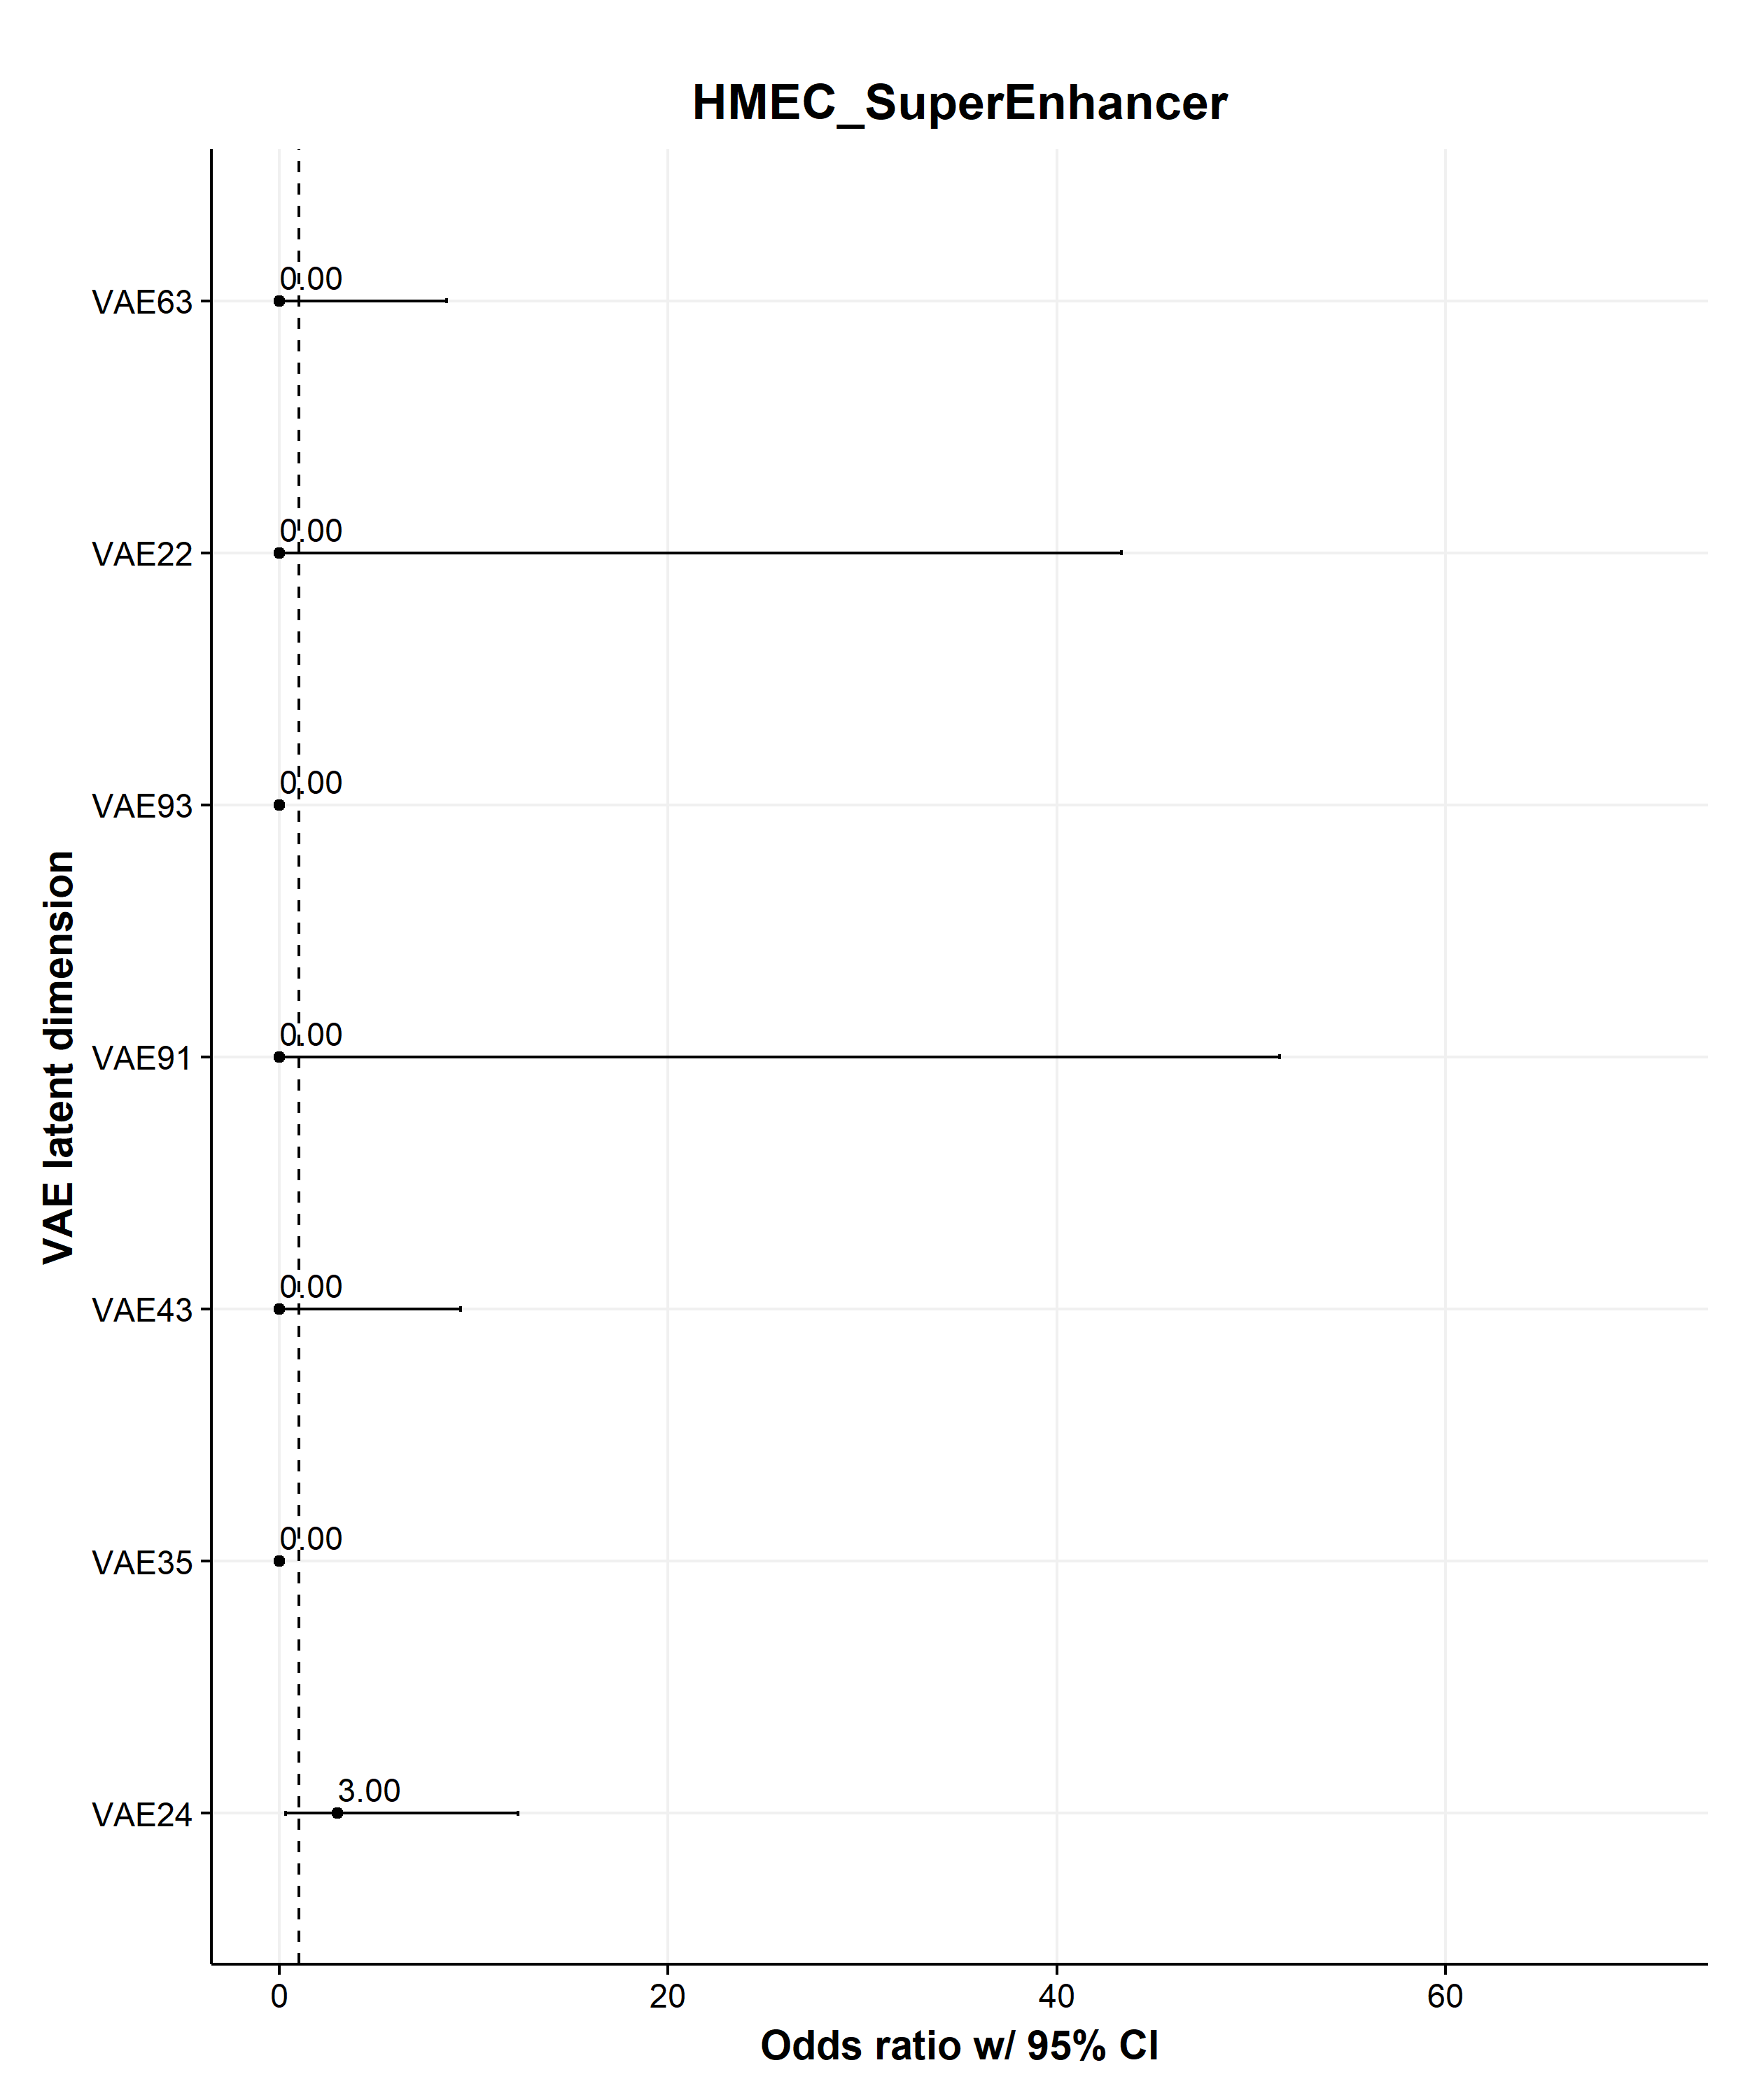 HMEC_SuperEnhancer
VAE latent dimension
VAE63
0.00
VAE22
0.00
VAE93
0.00
VAE91
0.00
VAE43
0.00
VAE35
0.00
VAE24
3.00
0 20 40 60
Odds ratio w/ 95% CI